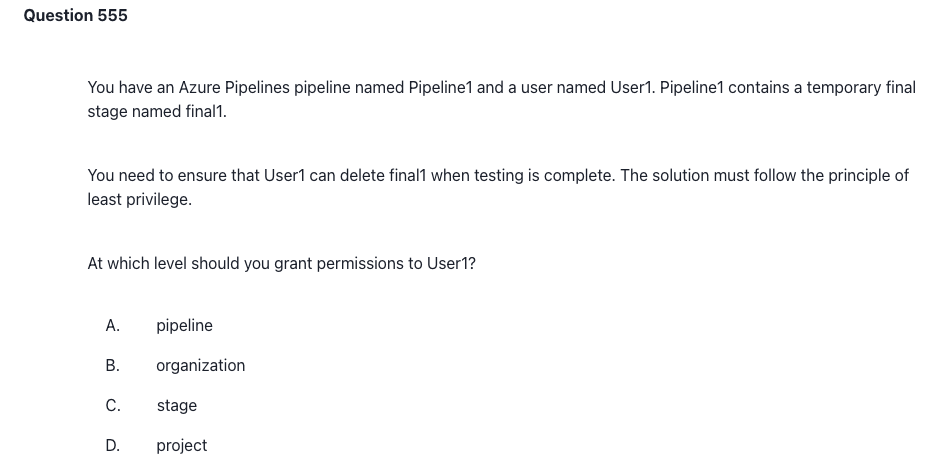 Question 555
You have an Azure Pipelines pipeline named Pipeline1 and a user named User1. Pipeline1 contains a temporary final
stage named final1.
You need to ensure that User1 can delete final1 when testing is complete. The solution must follow the principle of
least privilege.
At which level should you grant permissions to User1?
A. pipeline
B. organization
C. stage
D. project